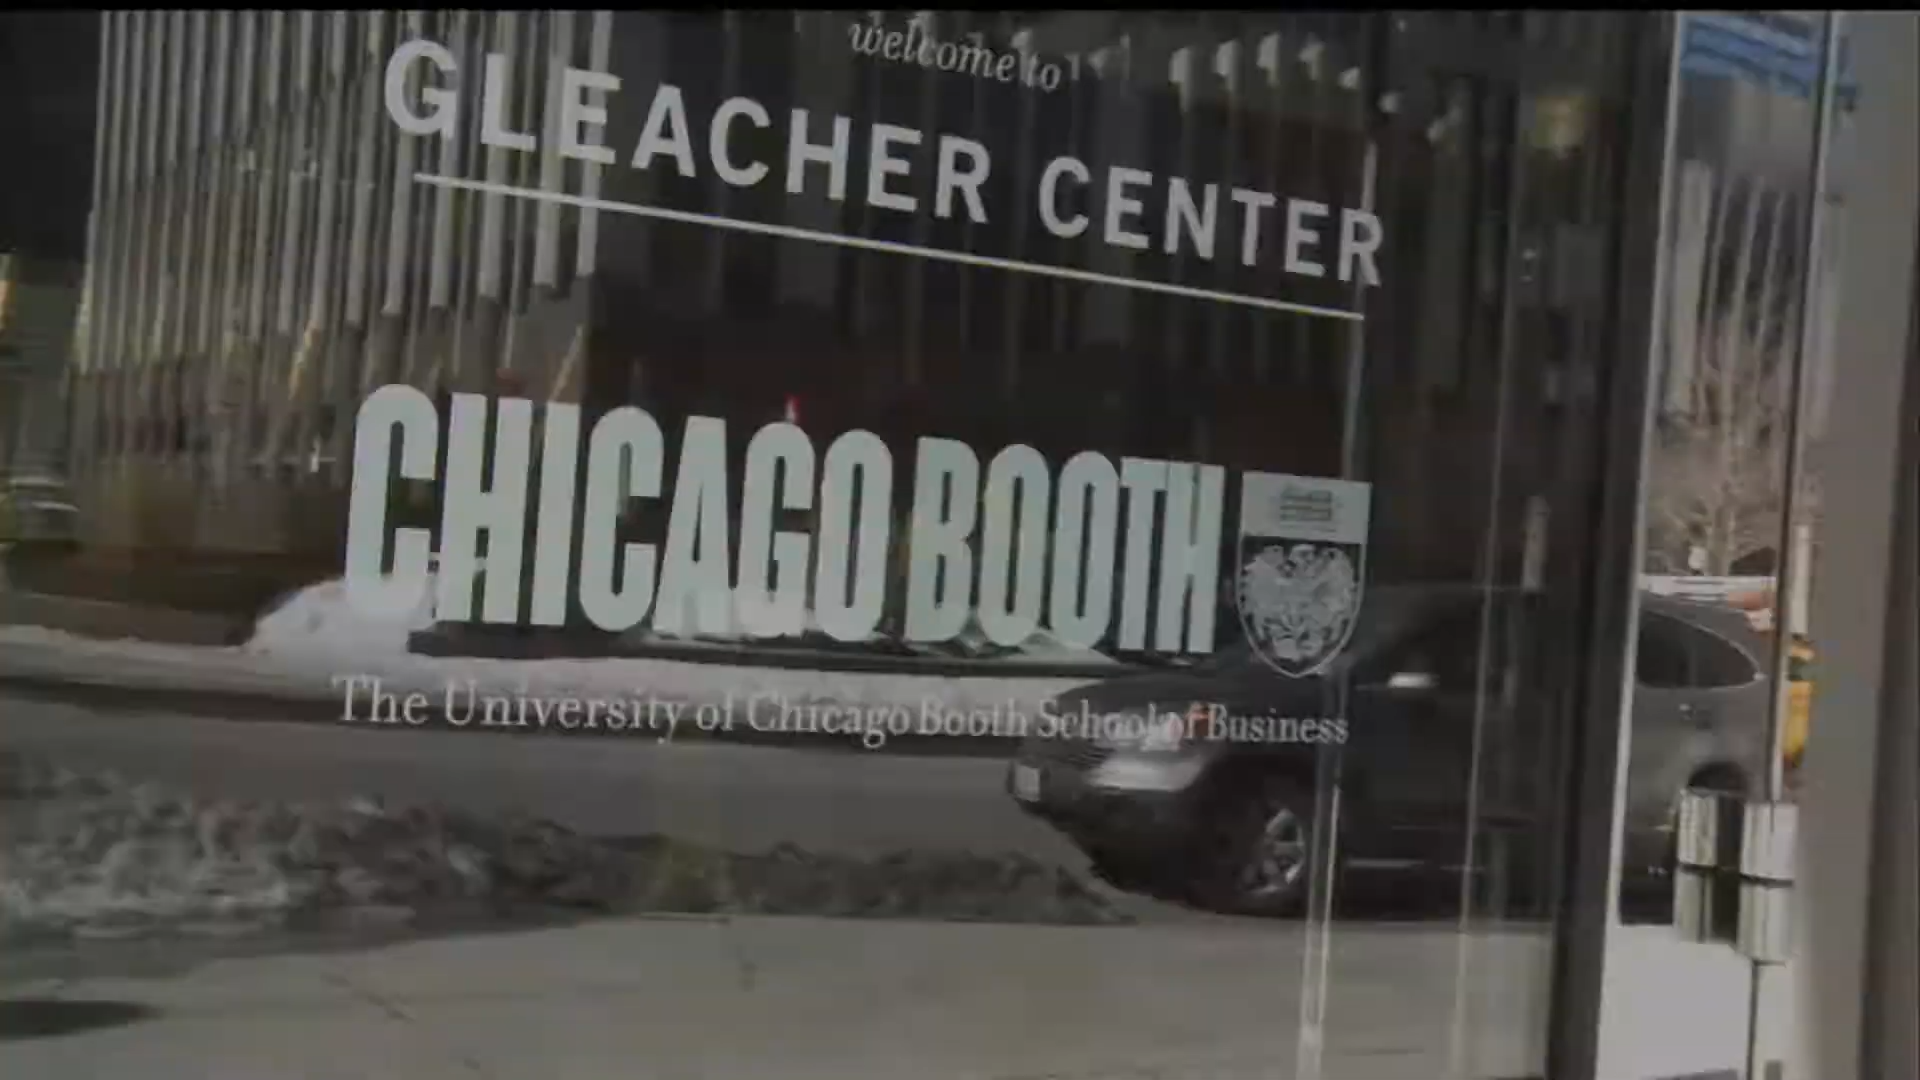 welcome to
GLEACHER CENTER
CHICAGO BOOTH
The University of Chicago Booth School of Business